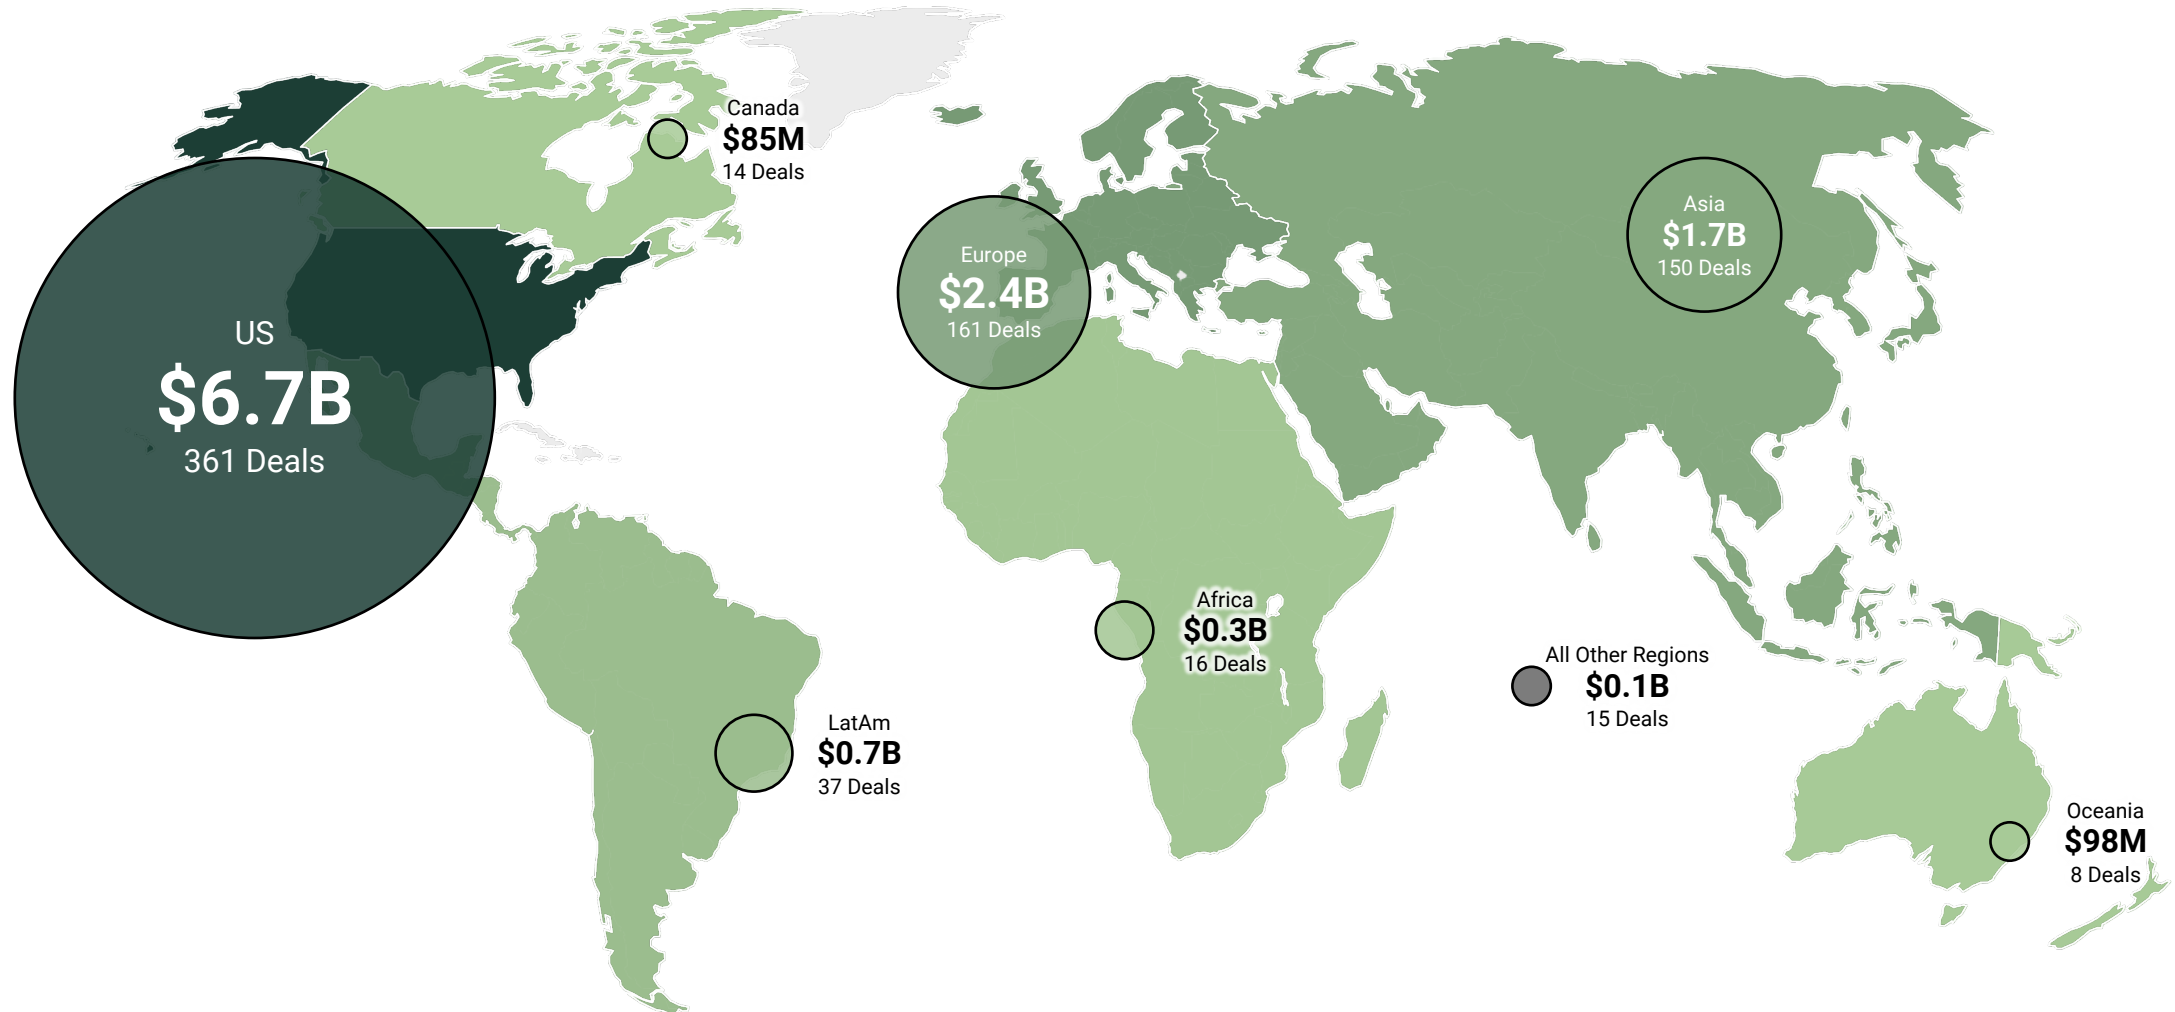 Canada
$85M
14 Deals
US
$6.7B
361 Deals
Europe
$2.4B
161 Deals
Asia
$1.7B
150 Deals
Africa
$0.3B
16 Deals
All Other Regions
$0.1B
15 Deals
LatAm
$0.7B
37 Deals
Oceania
$98M
8 Deals